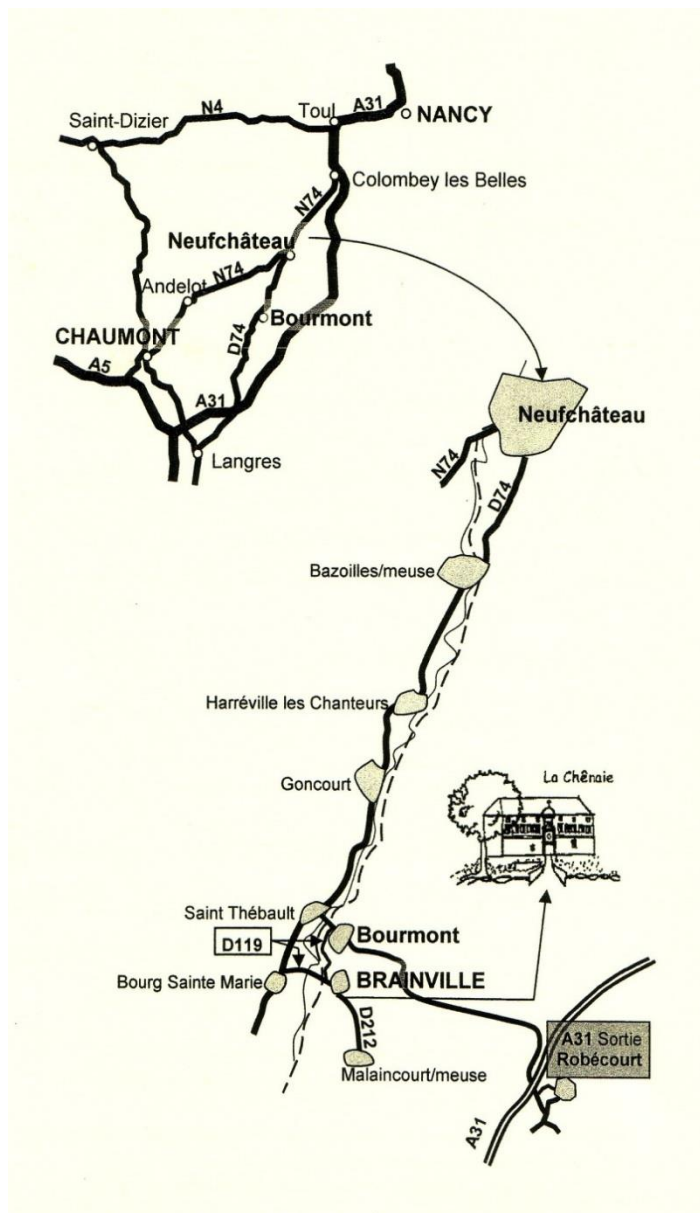 N4
Toul
A31
NANCY
Saint-Dizier
Colombey les Belles
N74
Neufchâteau
N74
Andelot
Bourmont
D74
CHAUMONT
A5
A31
Langres
Neufchâteau
N74
D74
Bazoilles/meuse
Harréville les Chanteurs
Goncourt
La Chênaie
Saint Thébault
Bourmont
D119
Bourg Sainte Marie
BRAINVILLE
D212
A31 Sortie
Robécourt
Malaincourt/meuse
A31